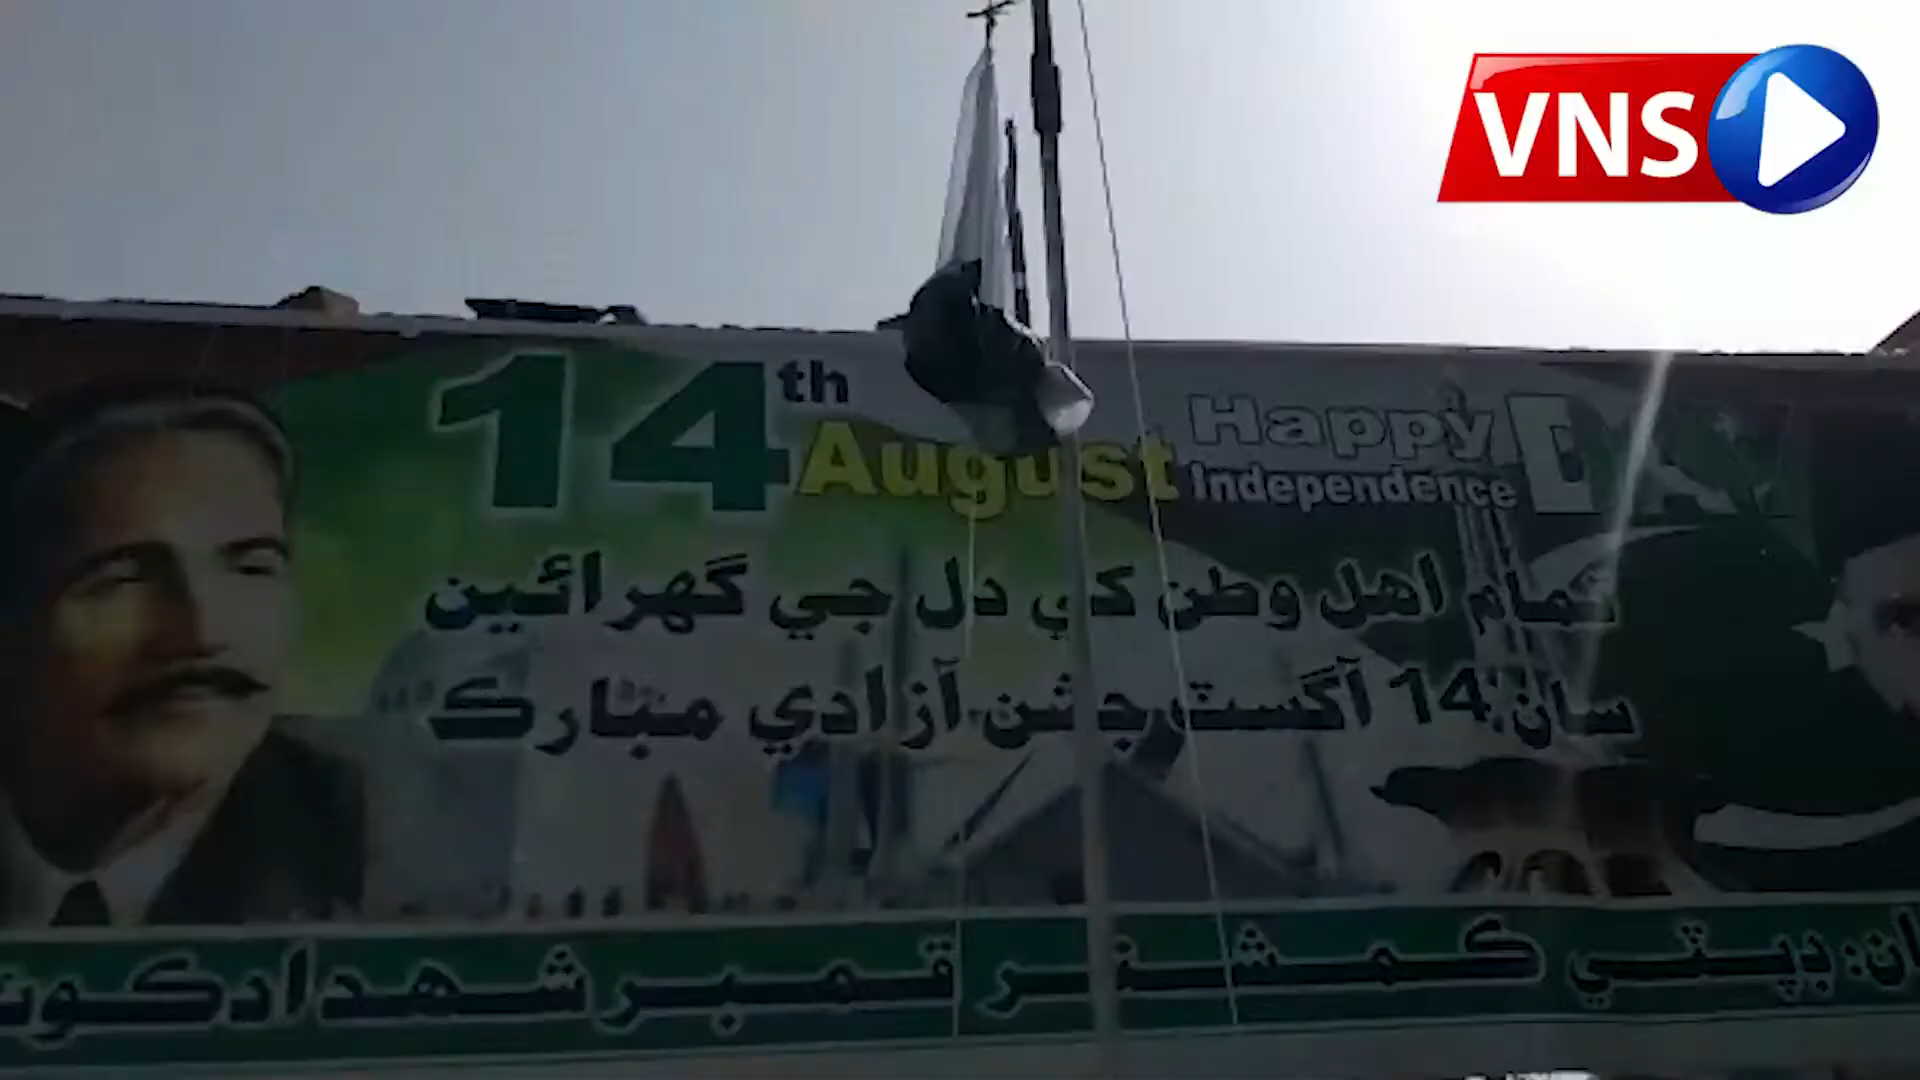 VNS
14th August Happy Independence DAY
تمام اهل وطن کي دل جي گهرائين
سان 14 آگسٽ جشن آزادي مبارڪ
ڊپٽي ڪمشنر قمبر شهدادڪوٽ